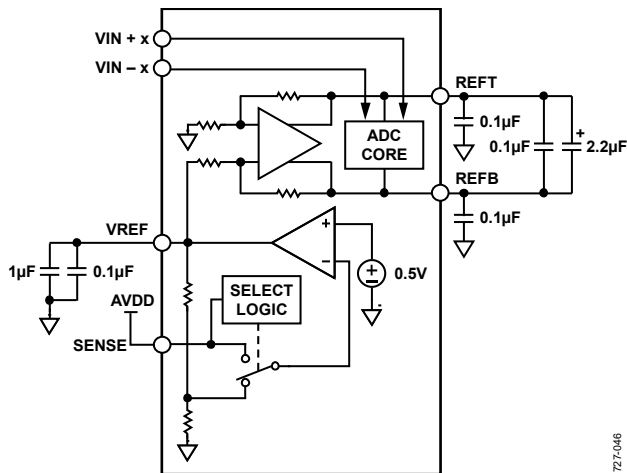 VIN + x
VIN – x
REFT
0.1µF
ADC
CORE
0.1µF
+
2.2µF
REFB
0.1µF
VREF
+
–
1µF
0.1µF
0.5V
SELECT
LOGIC
AVDD
SENSE
727-046